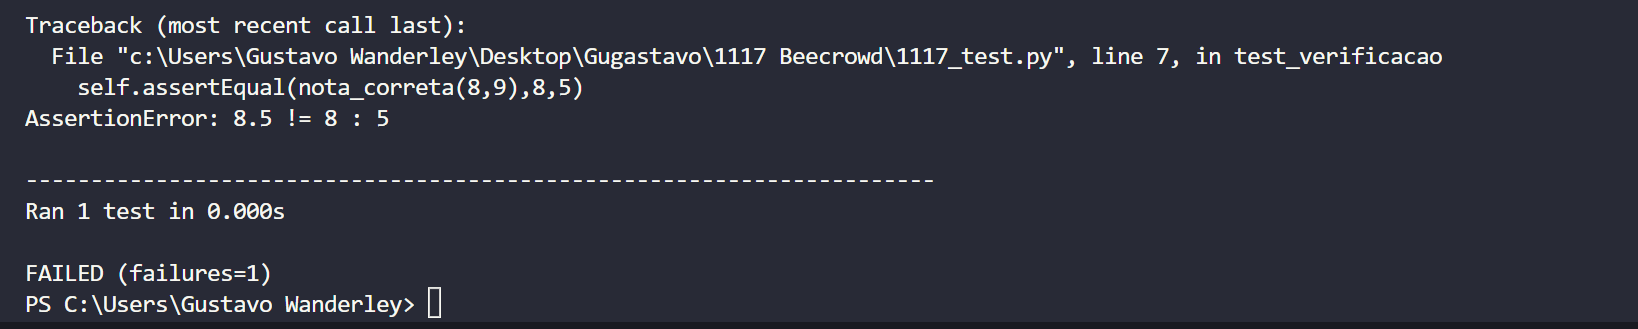 Traceback (most recent call last):
  File "c:\Users\Gustavo Wanderley\Desktop\Gugastavo\1117 Beecrowd\1117_test.py", line 7, in test_verificacao
    self.assertEqual(nota_correta(8,9),8,5)
AssertionError: 8.5 != 8 : 5
----------------------------------------------------------------------
Ran 1 test in 0.000s
FAILED (failures=1)
PS C:\Users\Gustavo Wanderley>